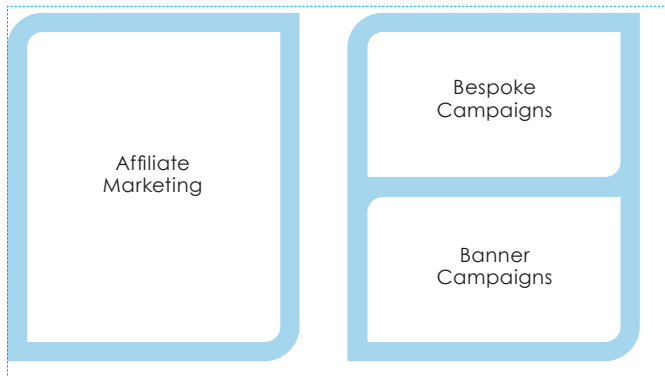 Affiliate
Marketing
Bespoke
Campaigns
Banner
Campaigns